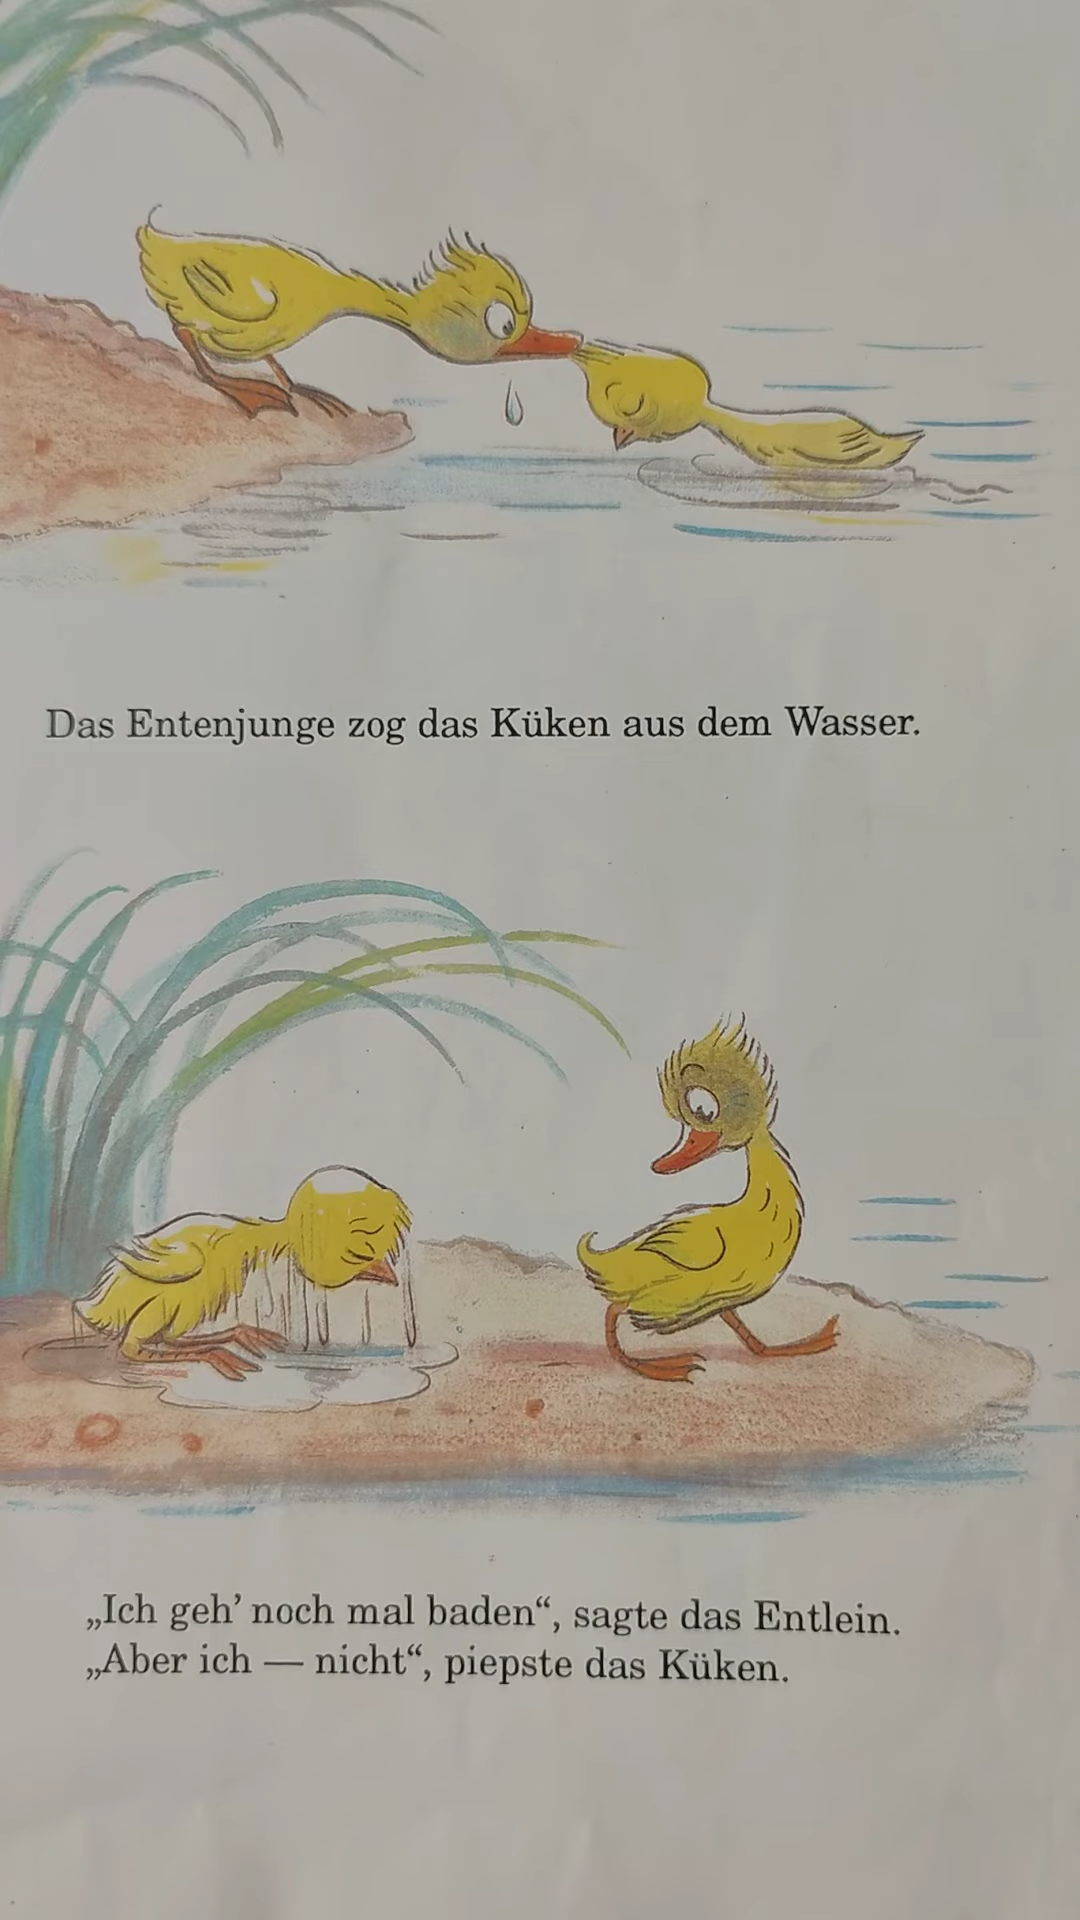 Das Entenjunge zog das Küken aus dem Wasser.
„Ich geh’ noch mal baden“, sagte das Entlein.
„Aber ich — nicht“, piepste das Küken.